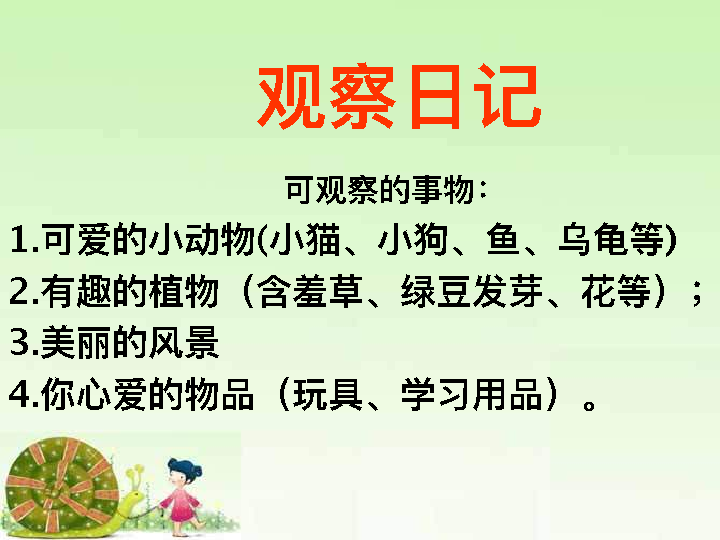 观察日记
可观察的事物：
1.可爱的小动物(小猫、小狗、鱼、乌龟等)
2.有趣的植物（含羞草、绿豆发芽、花等）；
3.美丽的风景
4.你心爱的物品（玩具、学习用品）。